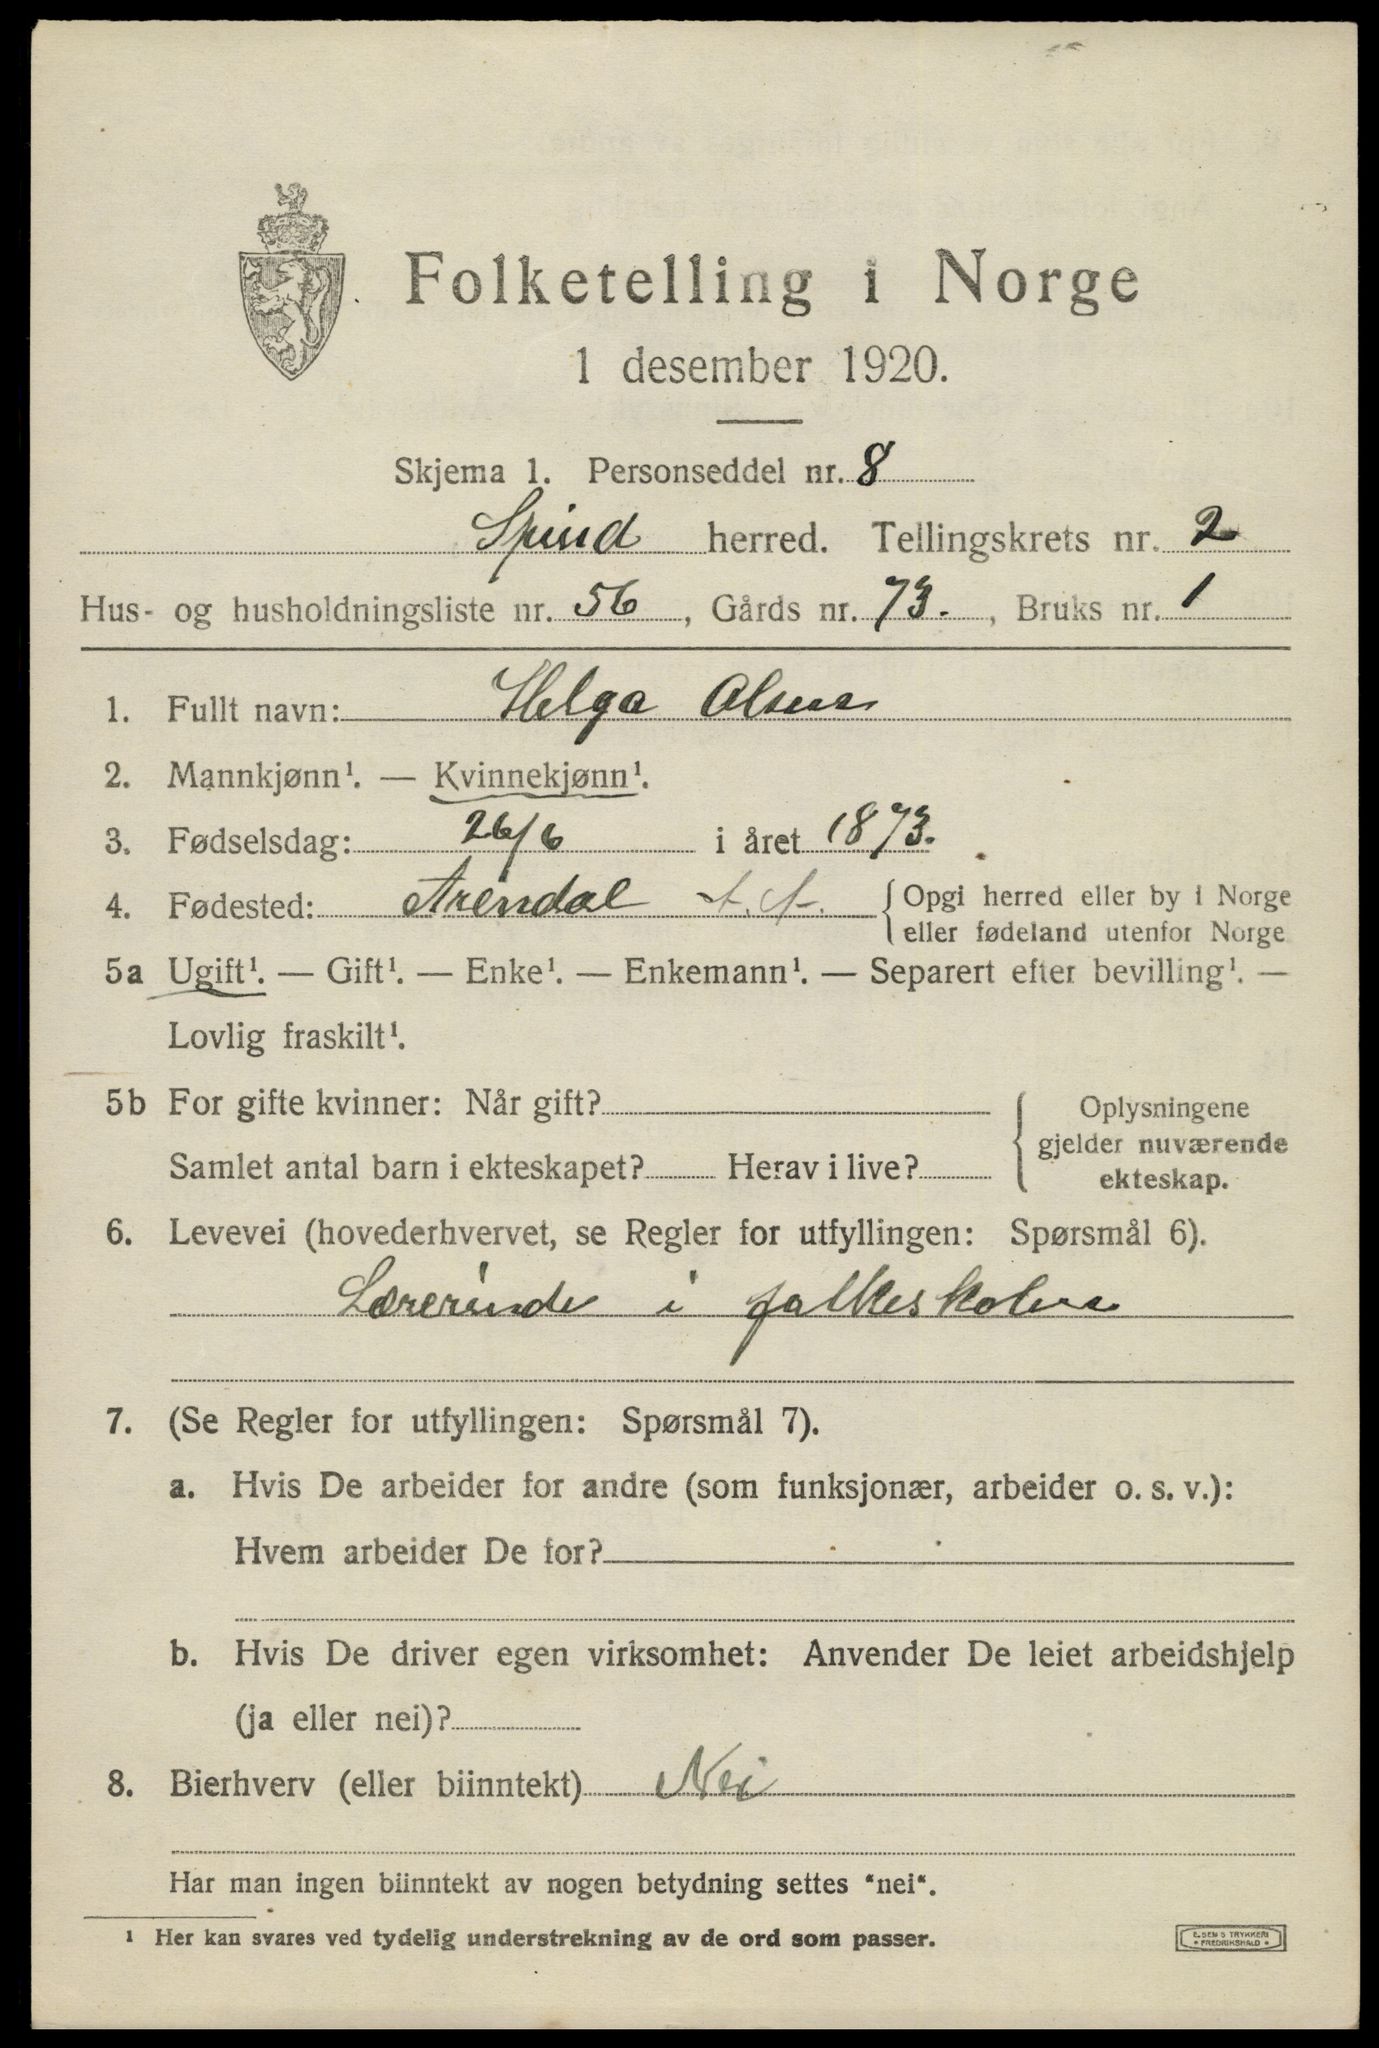 Folketelling i Norge
1 desember 1920.
Skjema 1. Personseddel nr. 8
Spind herred. Tellingskrets nr. 2
Hus- og husholdningsliste nr. 56, Gårds nr. 73., Bruks nr. 1
1. Fullt navn: Helga Olsen
2. Mannkjønn¹. — Kvinnekjønn¹.
3. Fødselsdag: 26/6 i året 1873.
4. Fødested: Arendal { Opgi herred eller by i Norge
eller fødeland utenfor Norge
5a Ugift¹. — Gift¹. — Enke¹. — Enkemann¹. — Separert efter bevilling¹. —
Lovlig fraskilt¹.
5b For gifte kvinner: Når gift?
Samlet antal barn i ekteskapet? Herav i live?
{ Oplysningene
gjelder nuværende
ekteskap.
6. Levevei (hovederhvervet, se Regler for utfyllingen: Spørsmål 6).
Lærerinde i folkeskolen
7. (Se Regler for utfyllingen: Spørsmål 7).
a. Hvis De arbeider for andre (som funksjonær, arbeider o. s. v.):
Hvem arbeider De for?
b. Hvis De driver egen virksomhet: Anvender De leiet arbeidshjelp
(ja eller nei)?
8. Bierhverv (eller biinntekt) Nei
Har man ingen biinntekt av nogen betydning settes "nei".
¹ Her kan svares ved tydelig understrekning av de ord som passer.
FREDRIKSHALD